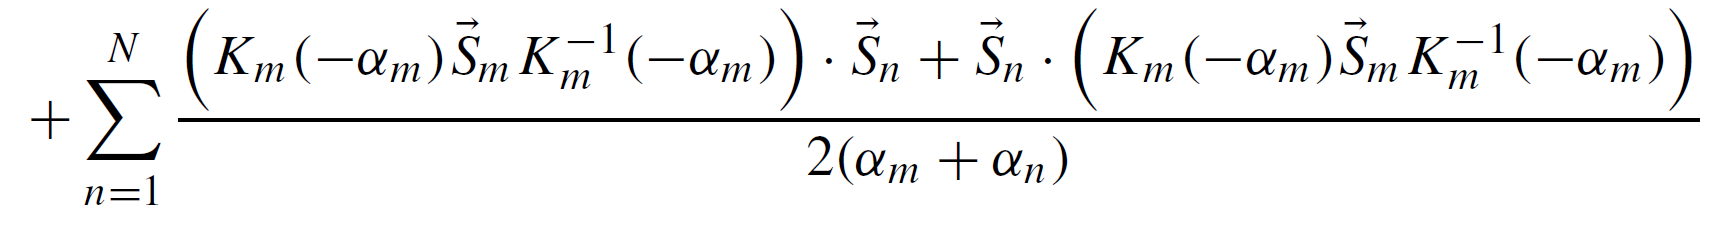 + \sum_{n=1}^{N} \frac{\left( K_m(-\alpha_m) \vec{S}_m K_m^{-1}(-\alpha_m) \right) \cdot \vec{S}_n + \vec{S}_n \cdot \left( K_m(-\alpha_m) \vec{S}_m K_m^{-1}(-\alpha_m) \right)}{2(\alpha_m + \alpha_n)}